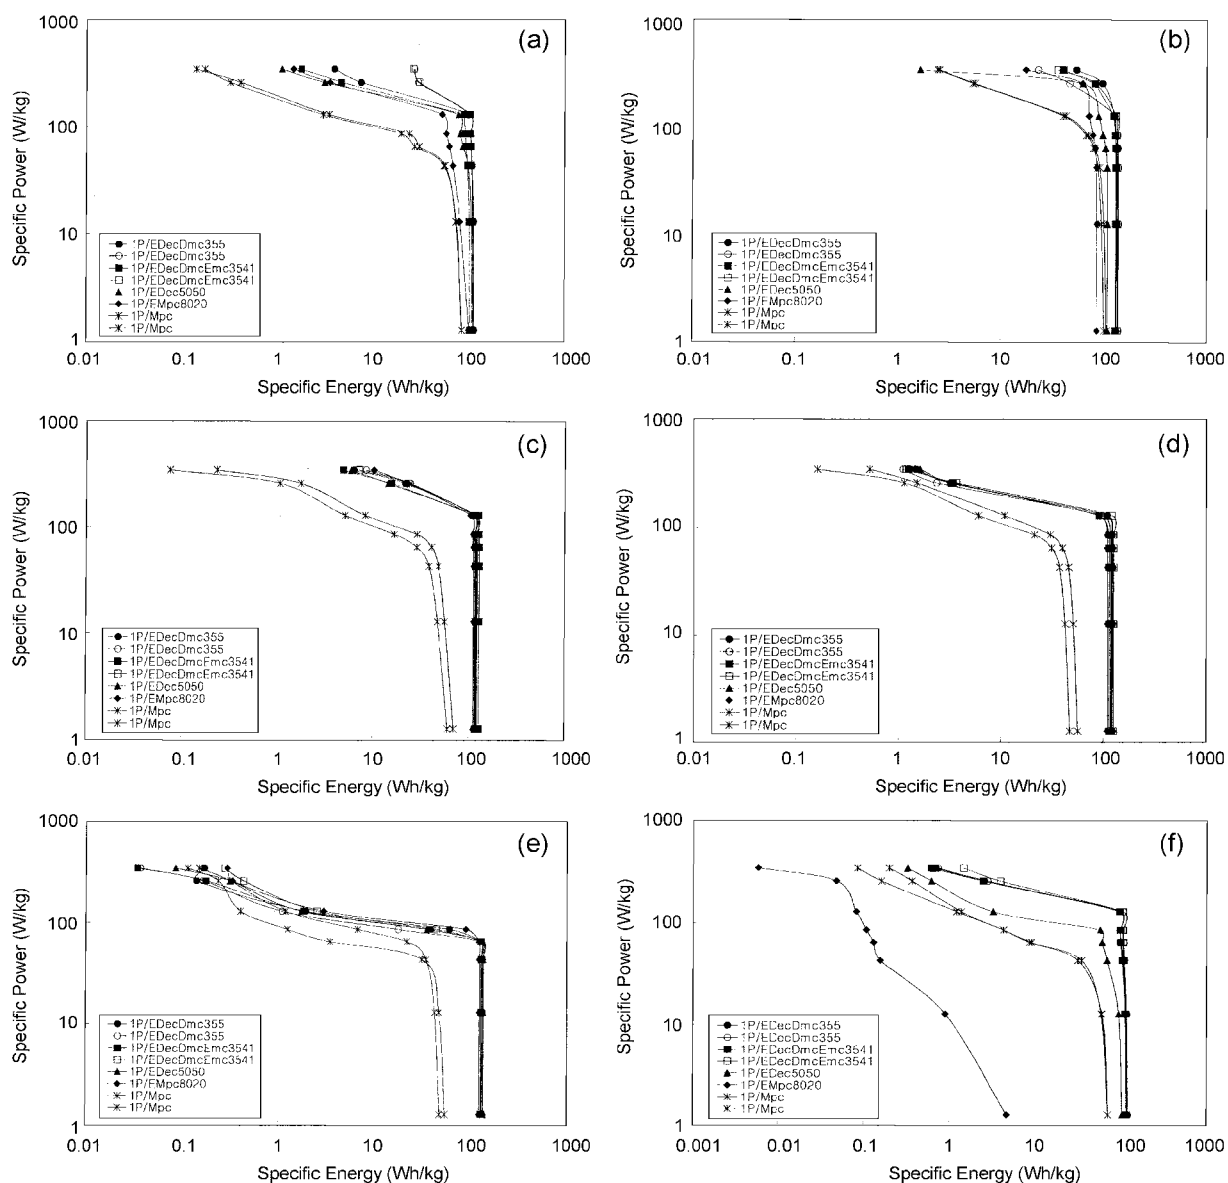 (a)
1000
100
10
1
Specific Power (W/kg)
1P/EDecDmc355
1P/EDecDmc355
1P/EDecDmcEmc3541
1P/EDecDmcEmc3541
1P/EDec5050
1P/EMpc8020
1P/Mpc
1P/Mpc
0.01 0.1 1 10 100 1000
Specific Energy (Wh/kg)
(b)
1000
100
10
1
Specific Power (W/kg)
1P/EDecDmc355
1P/EDecDmc355
1P/EDecDmcEmc3541
1P/EDecDmcEmc3541
1P/EDec5050
1P/EMpc8020
1P/Mpc
1P/Mpc
0.01 0.1 1 10 100 1000
Specific Energy (Wh/kg)
(c)
1000
100
10
1
Specific Power (W/kg)
1P/EDecDmc355
1P/EDecDmc355
1P/EDecDmcEmc3541
1P/EDecDmcEmc3541
1P/EDec5050
1P/EMpc8020
1P/Mpc
1P/Mpc
0.01 0.1 1 10 100 1000
Specific Energy (Wh/kg)
(d)
1000
100
10
1
Specific Power (W/kg)
1P/EDecDmc355
1P/EDecDmc355
1P/EDecDmcEmc3541
1P/EDecDmcEmc3541
1P/EDec5050
1P/EMpc8020
1P/Mpc
1P/Mpc
0.01 0.1 1 10 100 1000
Specific Energy (Wh/kg)
(e)
1000
100
10
1
Specific Power (W/kg)
1P/EDecDmc355
1P/EDecDmc355
1P/EDecDmcEmc3541
1P/EDecDmcEmc3541
1P/EDec5050
1P/EMpc8020
1P/Mpc
1P/Mpc
0.01 0.1 1 10 100 1000
Specific Energy (Wh/kg)
(f)
1000
100
10
1
Specific Power (W/kg)
1P/EDecDmc355
1P/EDecDmc355
1P/EDecDmcEmc3541
1P/EDecDmcEmc3541
1P/EDec5050
1P/EMpc8020
1P/Mpc
1P/Mpc
0.001 0.01 0.1 1 10 100 1000
Specific Energy (Wh/kg)